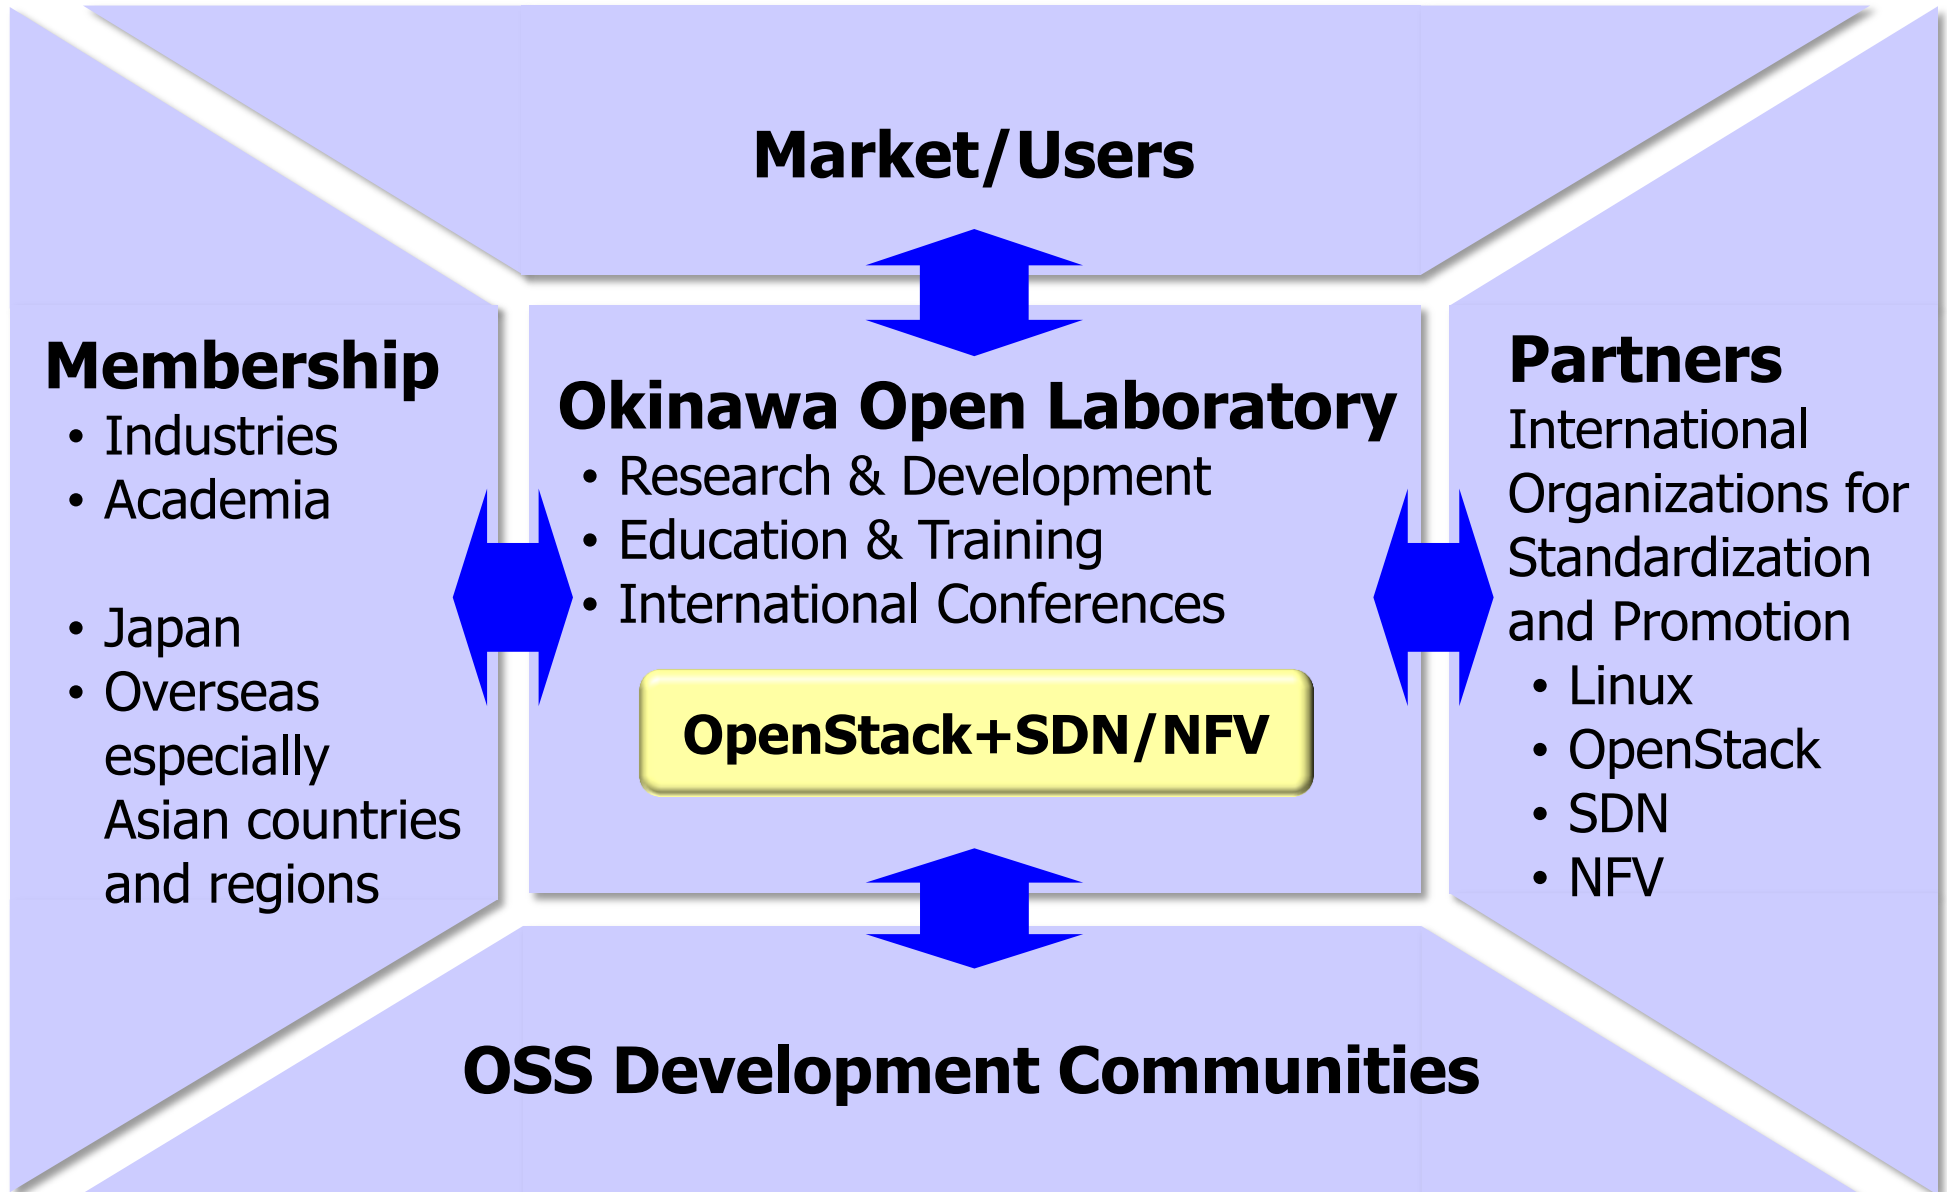 Market/Users
Membership
• Industries
• Academia
• Japan
• Overseas
especially
Asian countries
and regions
Okinawa Open Laboratory
• Research & Development
• Education & Training
• International Conferences
OpenStack+SDN/NFV
Partners
International
Organizations for
Standardization
and Promotion
• Linux
• OpenStack
• SDN
• NFV
OSS Development Communities